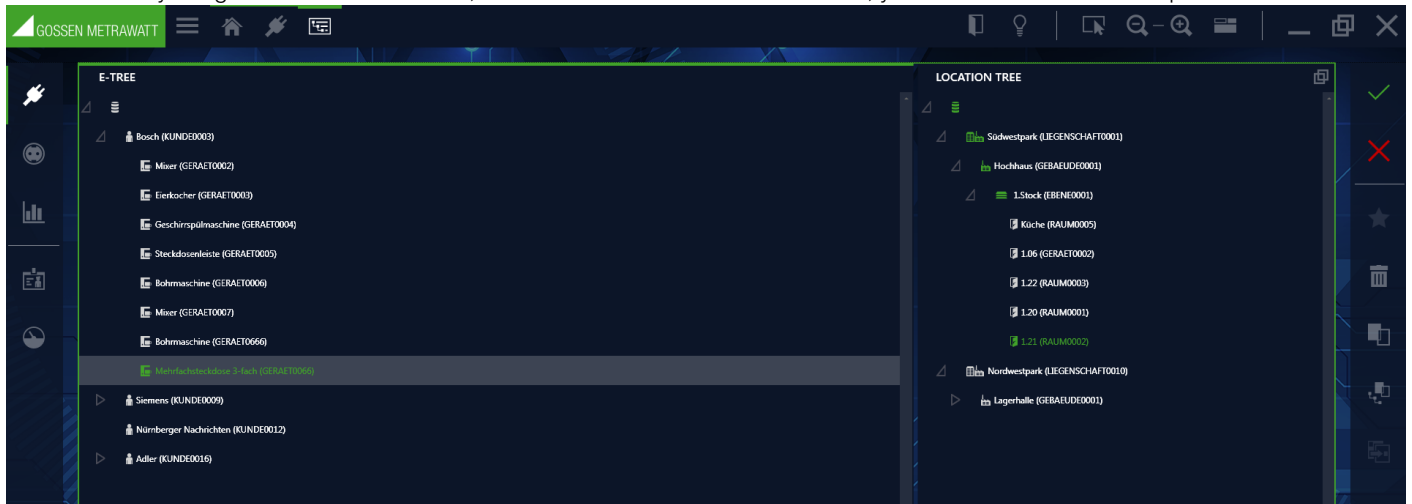 GOSSEN METRAWATT
E-TREE
Bosch (KUNDE0003)
Mixer (GERAET0002)
Eierkocher (GERAET0003)
Geschirrspülmaschine (GERAET0004)
Steckdosenleiste (GERAET0005)
Bohrmaschine (GERAET0006)
Mixer (GERAET0007)
Bohrmaschine (GERAET0666)
Mehrfachsteckdose 3-fach (GERAET0066)
Siemens (KUNDE0009)
Nürnberger Nachrichten (KUNDE0012)
Adler (KUNDE0016)
LOCATION TREE
Südwestpark (LIEGENSCHAFT0001)
Hochhaus (GEBAEUDE0001)
1.Stock (EBENE0001)
Küche (RAUM0005)
1.06 (GERAET0002)
1.22 (RAUM0003)
1.20 (RAUM0001)
1.21 (RAUM0002)
Nordwestpark (LIEGENSCHAFT0010)
Lagerhalle (GEBAEUDE0001)